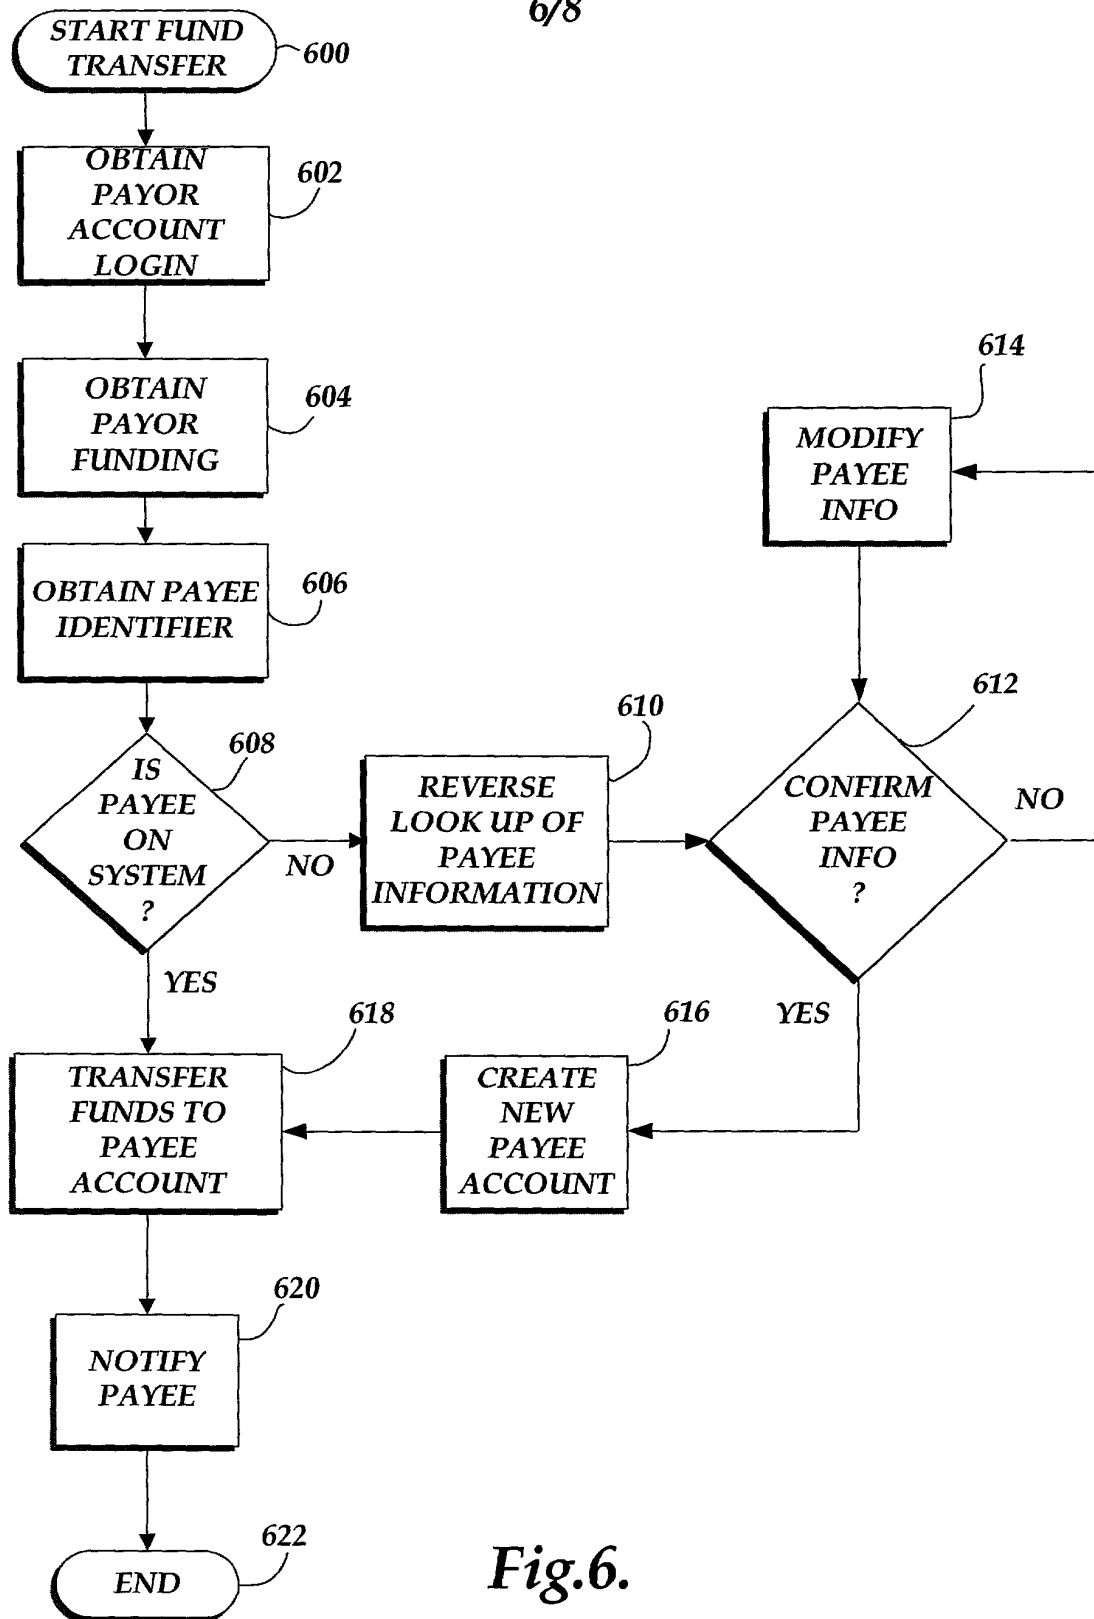 6/8
START FUND
TRANSFER
600
OBTAIN
PAYOR
ACCOUNT
LOGIN
602
OBTAIN
PAYOR
FUNDING
604
OBTAIN PAYEE
IDENTIFIER
606
IS
PAYEE
ON
SYSTEM
?
608
NO
YES
REVERSE
LOOK UP OF
PAYEE
INFORMATION
610
MODIFY
PAYEE
INFO
614
CONFIRM
PAYEE
INFO
?
612
NO
YES
CREATE
NEW
PAYEE
ACCOUNT
616
TRANSFER
FUNDS TO
PAYEE
ACCOUNT
618
NOTIFY
PAYEE
620
END
622
Fig.6.